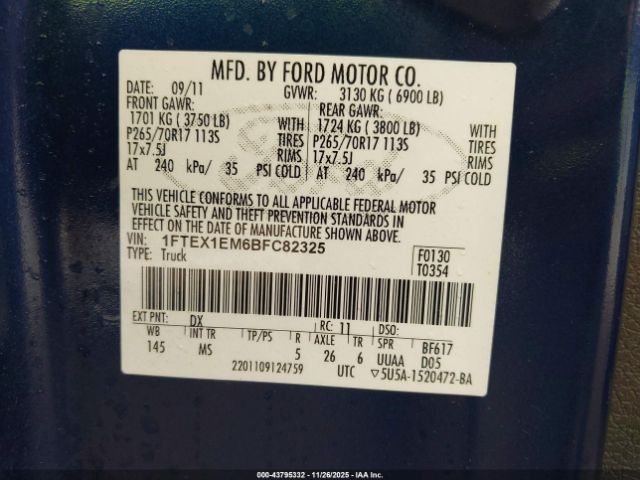 MFD. BY FORD MOTOR CO.
DATE: 09/11 GVWR: 3130 KG ( 6900 LB)
FRONT GAWR: REAR GAWR:
1701 KG ( 3750 LB) WITH 1724 KG ( 3800 LB) WITH
P265/70R17 113S TIRES P265/70R17 113S TIRES
17x7.5J RIMS 17x7.5J RIMS
AT 240 kPa/ 35 PSI COLD AT 240 kPa/ 35 PSI COLD
THIS VEHICLE CONFORMS TO ALL APPLICABLE FEDERAL MOTOR
VEHICLE SAFETY AND THEFT PREVENTION STANDARDS IN
EFFECT ON THE DATE OF MANUFACTURE SHOWN ABOVE.
VIN: 1FTEX1EM6BFC82325 F0130
TYPE: Truck T0354
EXT PNT: DX RC: 11 DSO:
WB INT TR TP/PS R AXLE TR SPR BF617
145 MS 5 26 6 UUAA D05
2201109124759 UTC ▽5U5A-1520472-BA
000-43795332 - 11/26/2025 - IAA Inc.